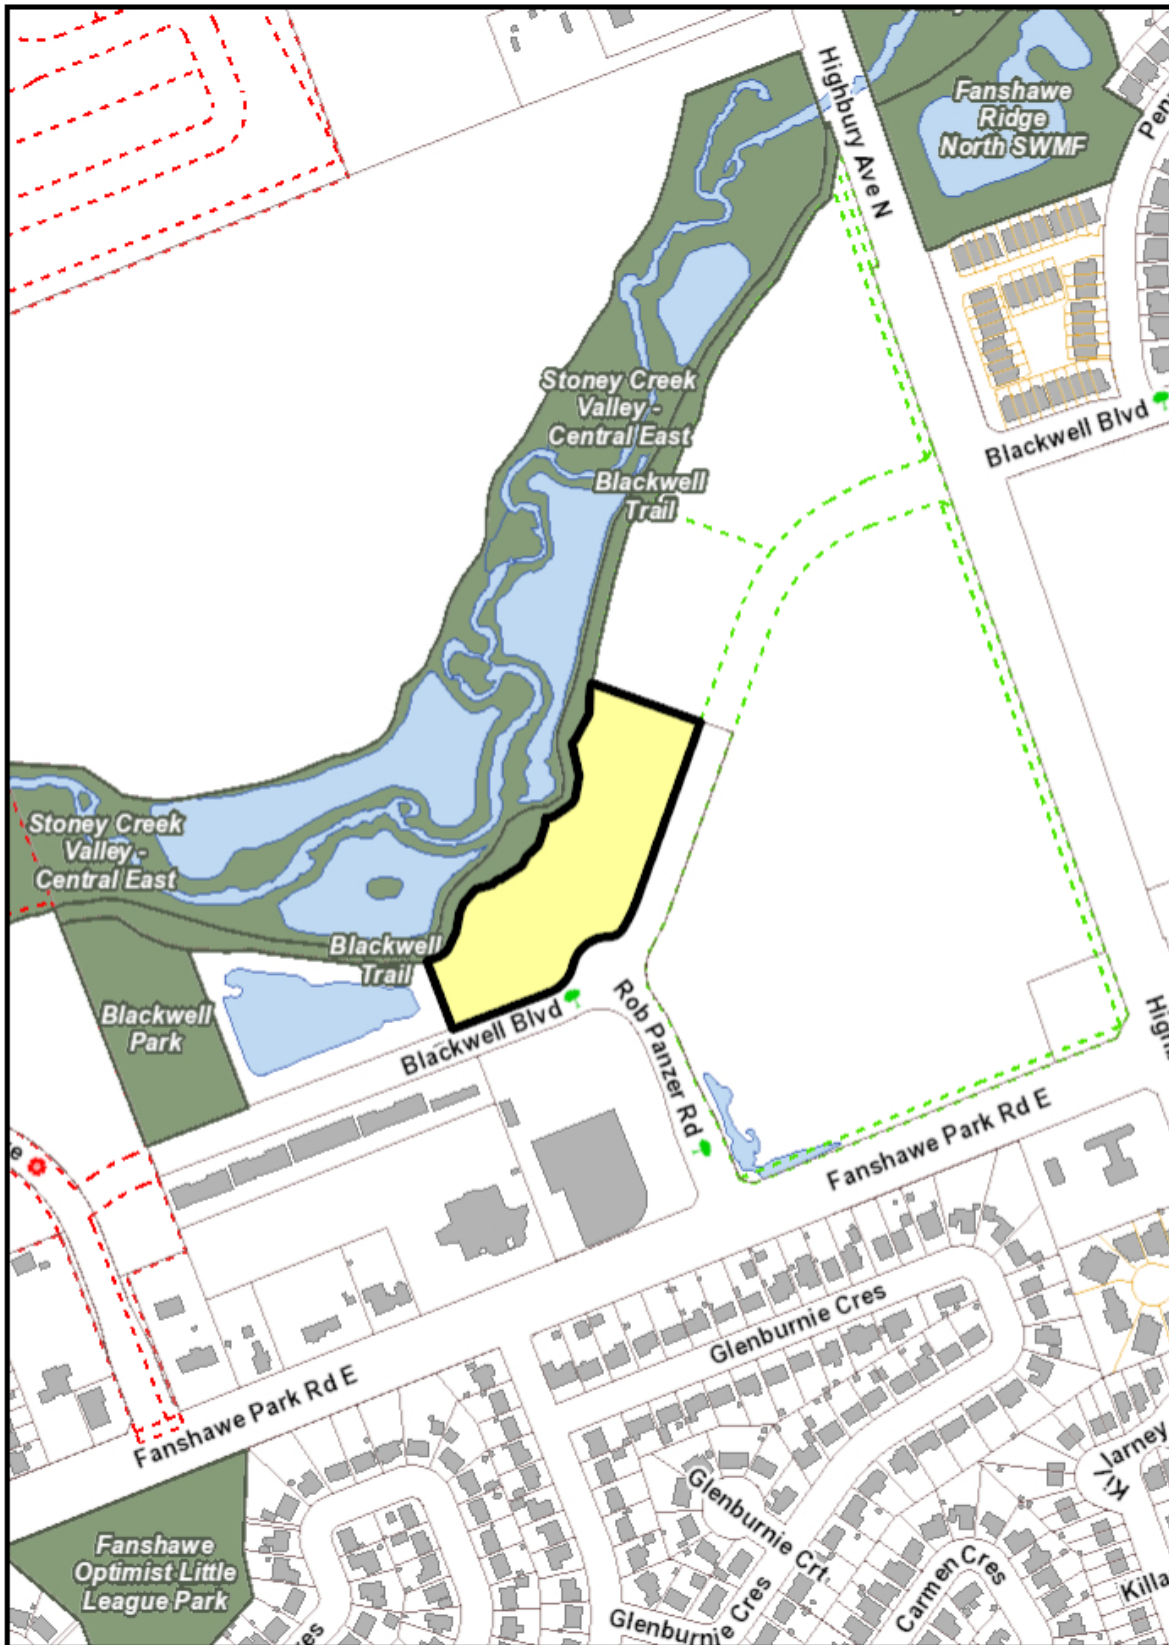 Highbury Ave N
Fanshawe
Ridge
North SWMF
Stoney Creek
Valley -
Central East
Blackwell
Trail
Blackwell Blvd
Stoney Creek
Valley -
Central East
Blackwell
Trail
Blackwell
Park
Blackwell Blvd
Rob Panzer Rd
Fanshawe Park Rd E
Glenburnie Cres
Fanshawe Park Rd E
Glenburnie Crt
Carmen Cres
Glenburnie Cres
Fanshawe
Optimist Little
League Park